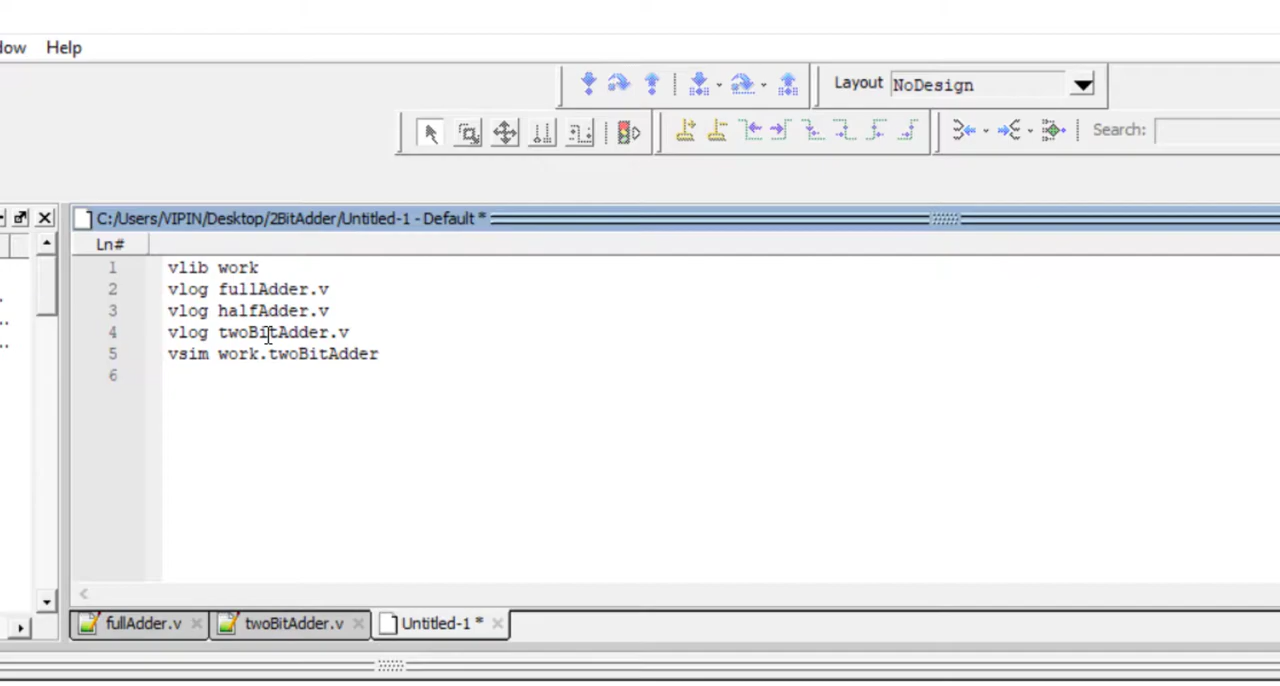 dow Help
Layout NoDesign
Search:
C:/Users/VIPIN/Desktop/2BitAdder/Untitled-1 - Default *
Ln#
1 vlib work
2 vlog fullAdder.v
3 vlog halfAdder.v
4 vlog twoBitAdder.v
5 vsim work.twoBitAdder
6
fullAdder.v twoBitAdder.v Untitled-1 *